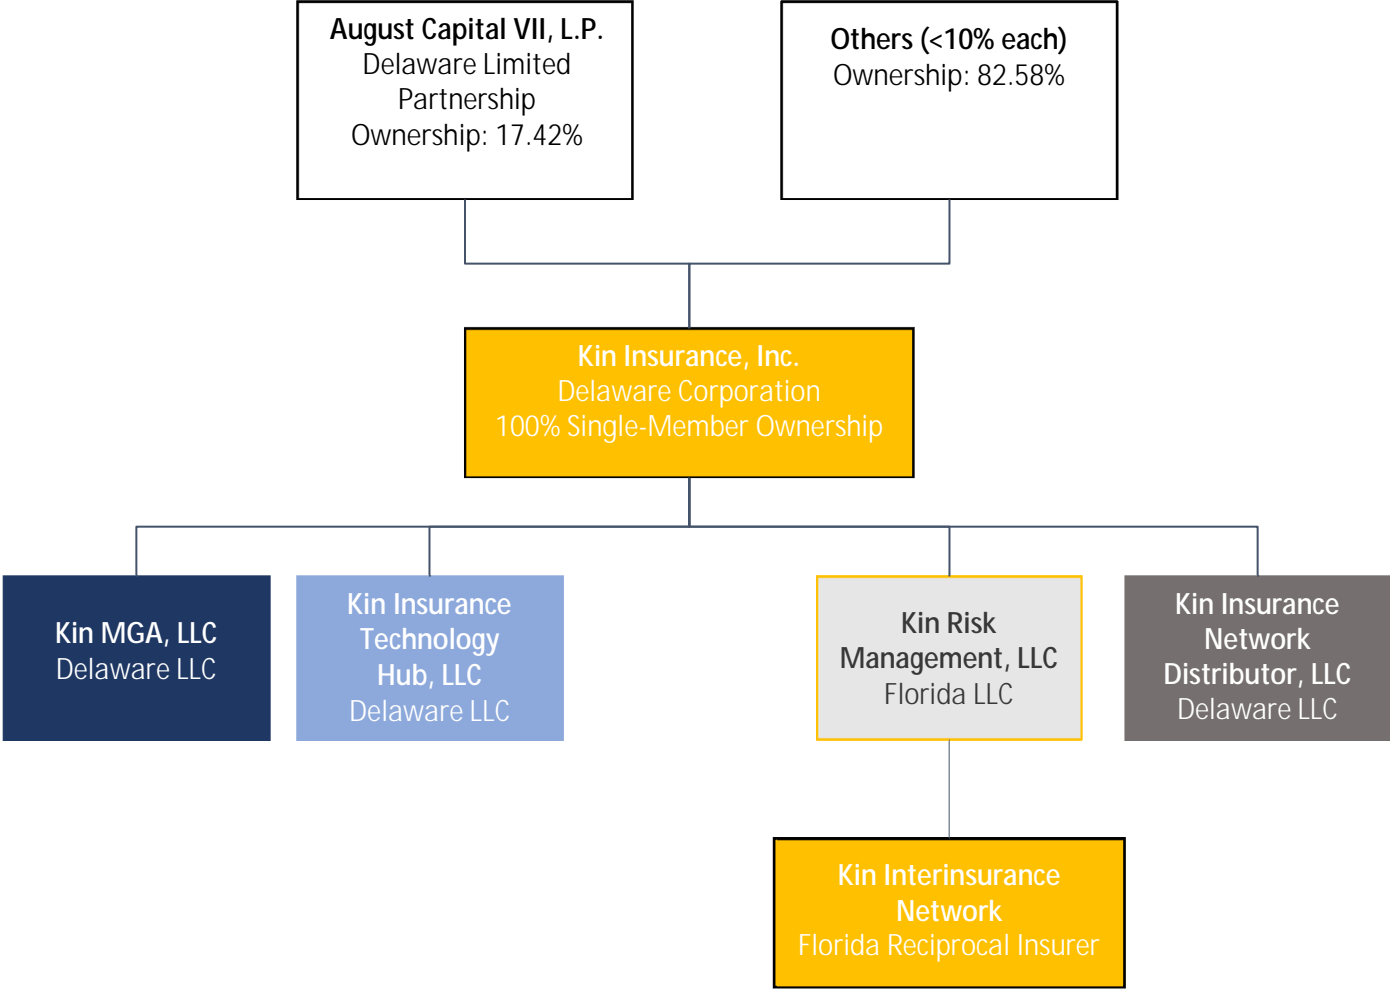 August Capital VII, L.P.
Delaware Limited
Partnership
Ownership: 17.42%
Others (<10% each)
Ownership: 82.58%
Kin Insurance, Inc.
Delaware Corporation
100% Single-Member Ownership
Kin MGA, LLC
Delaware LLC
Kin Insurance
Technology
Hub, LLC
Delaware LLC
Kin Risk
Management, LLC
Florida LLC
Kin Insurance
Network
Distributor, LLC
Delaware LLC
Kin Interinsurance
Network
Florida Reciprocal Insurer